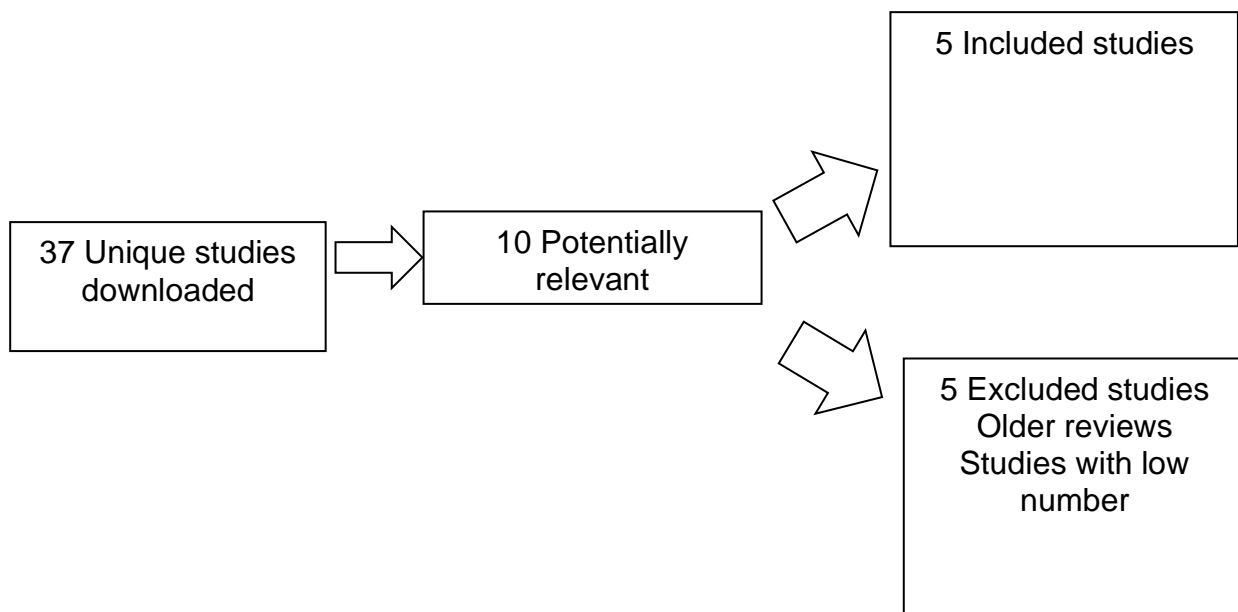 37 Unique studies
downloaded
10 Potentially
relevant
5 Included studies
5 Excluded studies
Older reviews
Studies with low
number